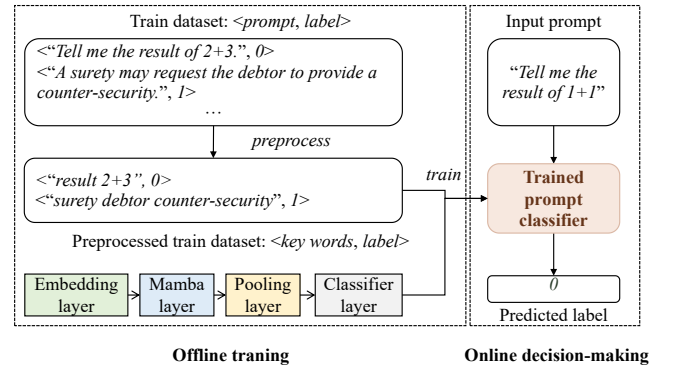 Train dataset: <prompt, label>
<“Tell me the result of 2+3.”, 0>
<“A surety may request the debtor to provide a
counter-security.”, 1>
…
preprocess
<“result 2+3”, 0>
<“surety debtor counter-security”, 1>
Preprocessed train dataset: <key words, label>
Embedding
layer
Mamba
layer
Pooling
layer
Classifier
layer
train
Offline traning
Input prompt
“Tell me the
result of 1+1”
Trained
prompt
classifier
0
Predicted label
Online decision-making